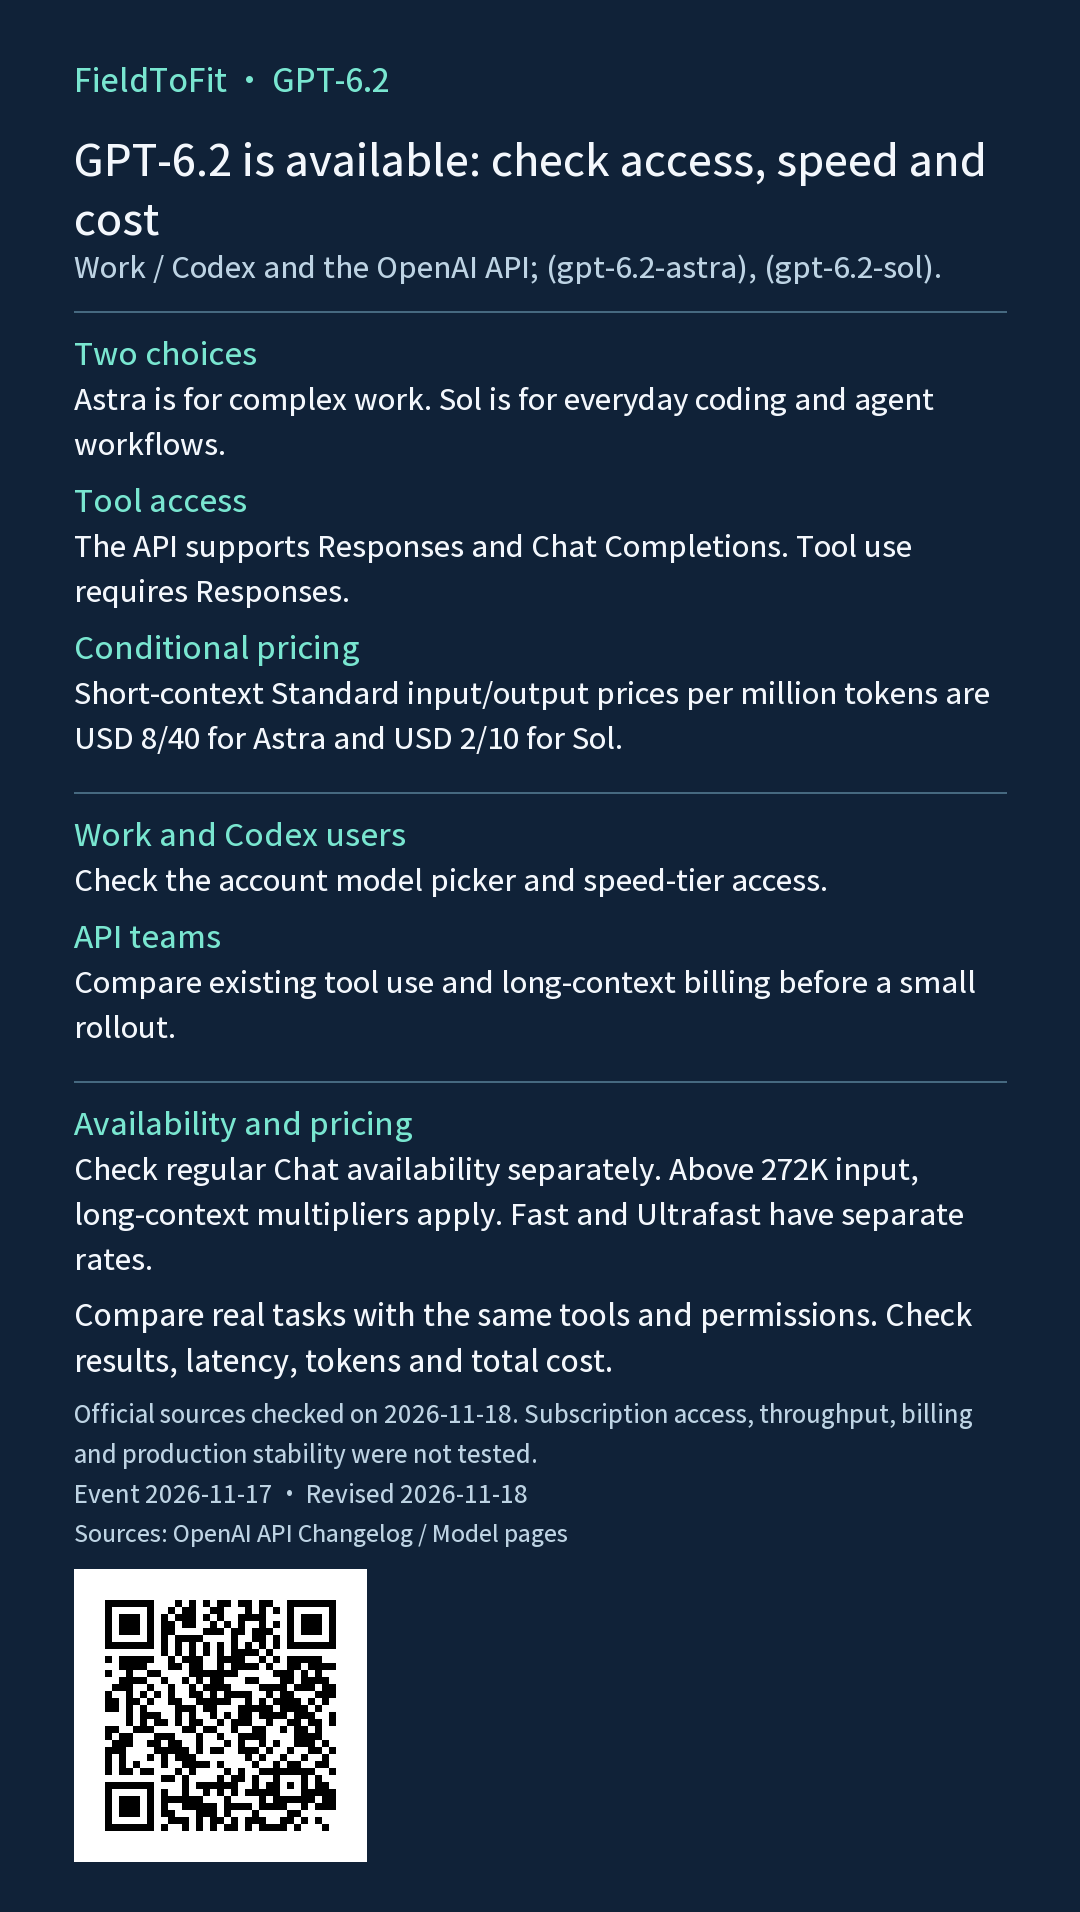 FieldToFit • GPT-6.2
GPT-6.2 is available: check access, speed and
cost
Work / Codex and the OpenAI API; (gpt-6.2-astra), (gpt-6.2-sol).
Two choices
Astra is for complex work. Sol is for everyday coding and agent
workflows.
Tool access
The API supports Responses and Chat Completions. Tool use
requires Responses.
Conditional pricing
Short-context Standard input/output prices per million tokens are
USD 8/40 for Astra and USD 2/10 for Sol.
Work and Codex users
Check the account model picker and speed-tier access.
API teams
Compare existing tool use and long-context billing before a small
rollout.
Availability and pricing
Check regular Chat availability separately. Above 272K input,
long-context multipliers apply. Fast and Ultrafast have separate
rates.
Compare real tasks with the same tools and permissions. Check
results, latency, tokens and total cost.
Official sources checked on 2026-11-18. Subscription access, throughput, billing
and production stability were not tested.
Event 2026-11-17 • Revised 2026-11-18
Sources: OpenAI API Changelog / Model pages